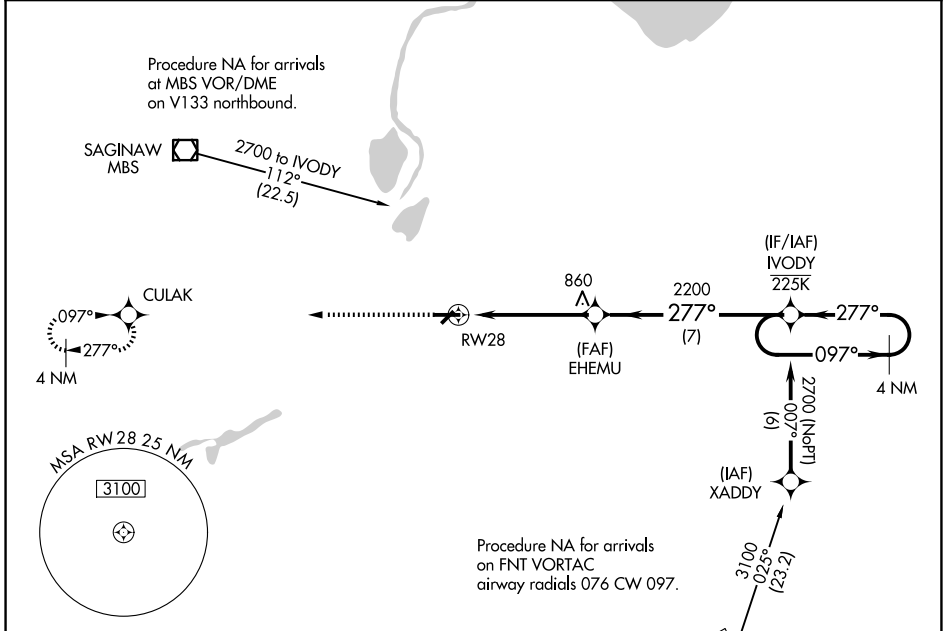 Procedure NA for arrivals
at MBS VOR/DME
on V133 northbound.
SAGINAW
MBS
2700 to IVODY
112°
(22.5)
(IF/IAF)
IVODY
225K
CULAK
097°
277°
4 NM
RW28
860
(FAF)
EHEMU
2200
277°
(7)
277°
097°
4 NM
2700 (NoPT)
007°
(6)
(IAF)
XADDY
MSA RW28 25 NM
3100
Procedure NA for arrivals
on FNT VORTAC
airway radials 076 CW 097.
3100
025°
(23.2)